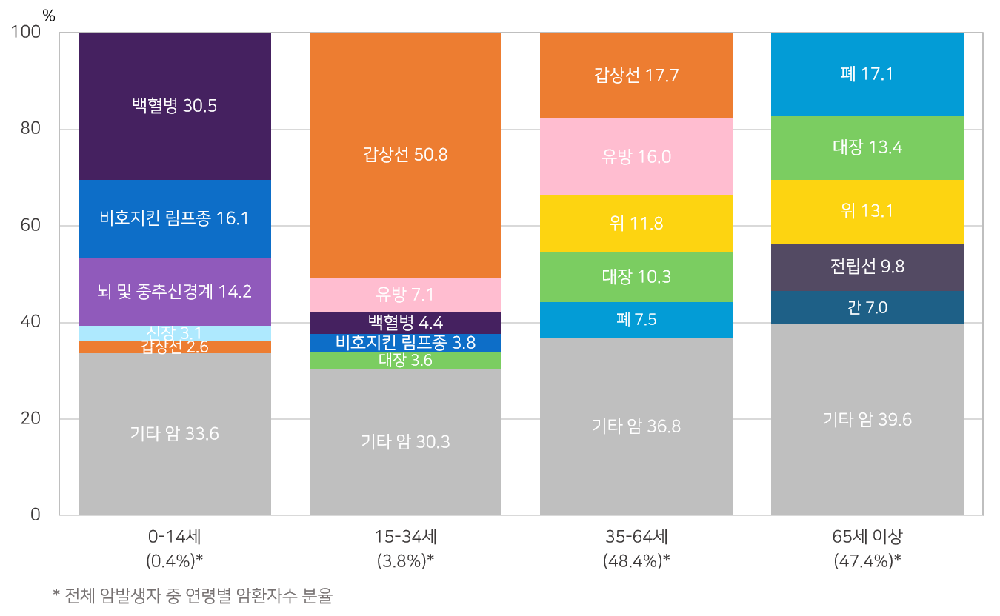 %
100
80
60
40
20
0
백혈병 30.5
비호지킨 림프종 16.1
뇌 및 중추신경계 14.2
신장 3.1
갑상선 2.6
기타 암 33.6
갑상선 50.8
유방 7.1
백혈병 4.4
비호지킨 림프종 3.8
대장 3.6
기타 암 30.3
갑상선 17.7
유방 16.0
위 11.8
대장 10.3
폐 7.5
기타 암 36.8
폐 17.1
대장 13.4
위 13.1
전립선 9.8
간 7.0
기타 암 39.6
0-14세
(0.4%)*
15-34세
(3.8%)*
35-64세
(48.4%)*
65세 이상
(47.4%)*
* 전체 암발생자 중 연령별 암환자수 분율